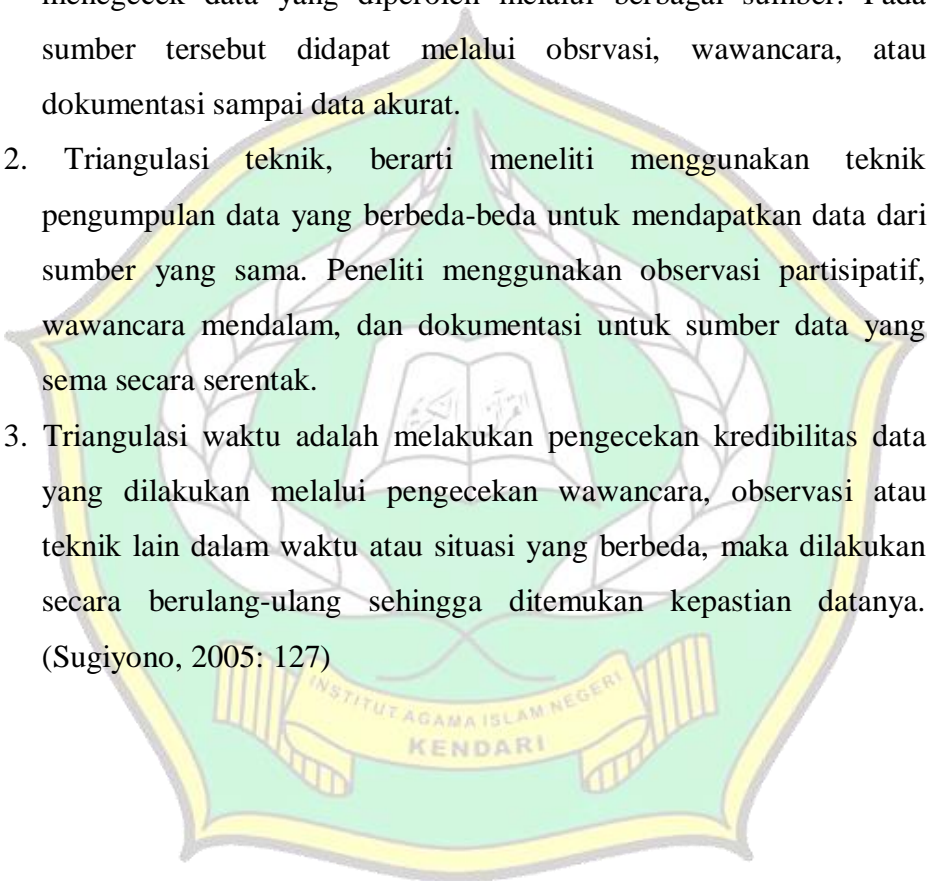 menegecek data yang diperoleh melalui berbagai sumber. Pada
sumber tersebut didapat melalui obsrvasi, wawancara, atau
dokumentasi sampai data akurat.
2. Triangulasi teknik, berarti meneliti menggunakan teknik
pengumpulan data yang berbeda-beda untuk mendapatkan data dari
sumber yang sama. Peneliti menggunakan observasi partisipatif,
wawancara mendalam, dan dokumentasi untuk sumber data yang
sema secara serentak.
3. Triangulasi waktu adalah melakukan pengecekan kredibilitas data
yang dilakukan melalui pengecekan wawancara, observasi atau
teknik lain dalam waktu atau situasi yang berbeda, maka dilakukan
secara berulang-ulang sehingga ditemukan kepastian datanya.
(Sugiyono, 2005: 127)
INSTITUT AGAMA ISLAM NEGERI
KENDARI